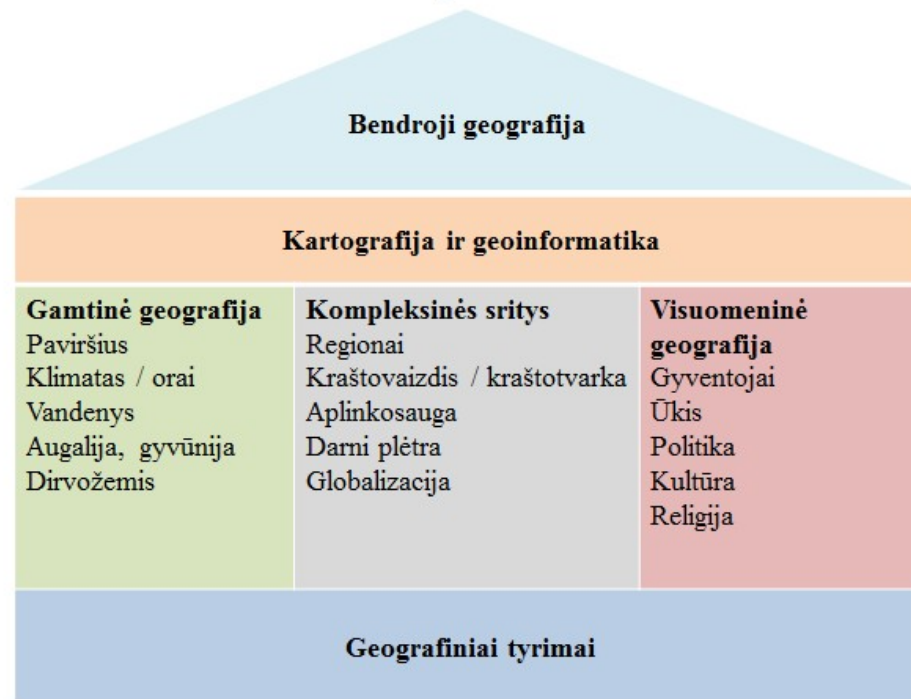 Bendroji geografija
Kartografija ir geoinformatika
Gamtinė geografija
Paviršius
Klimatas / orai
Vandenys
Augalija, gyvūnija
Dirvožemis
Kompleksinės sritys
Regionai
Kraštovaizdis / kraštotvarka
Aplinkosauga
Darni plėtra
Globalizacija
Visuomeninė
geografija
Gyventojai
Ūkis
Politika
Kultūra
Religija
Geografiniai tyrimai